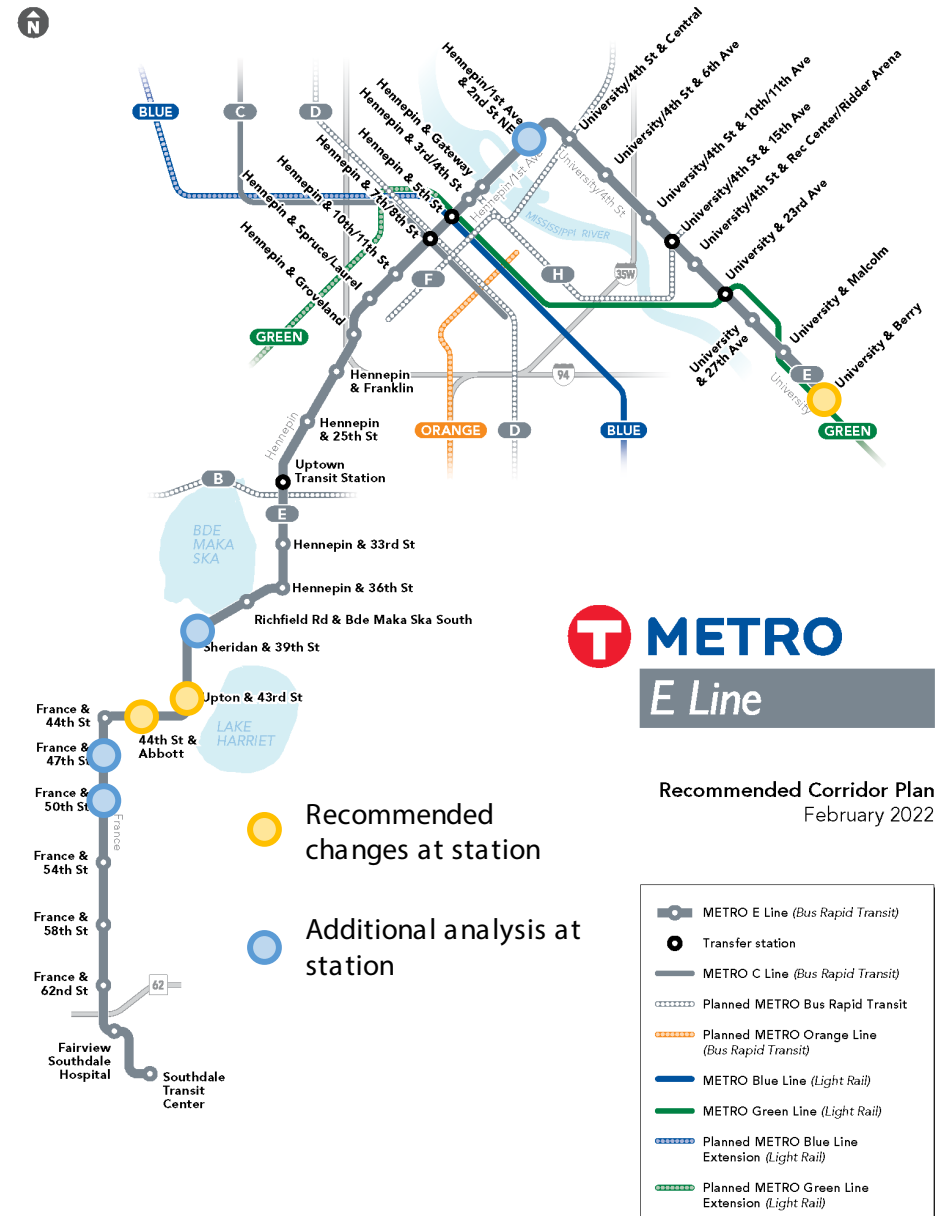 N
BLUE
C
D
Hennepin/1st Ave
& 2nd St NE
Hennepin & Gateway
Hennepin & 3rd/4th St
Hennepin & 5th St
Hennepin & 7th/8th St
Hennepin & 10th/11th St
Hennepin & Spruce/Laurel
Hennepin & Groveland
University/4th St & Central
University/4th St & 6th Ave
University/4th St & 10th/11th Ave
University/4th St & 15th Ave
University/4th St & Rec Center/Ridder Arena
University & 23rd Ave
University
& 27th Ave
University & Malcolm
University & Berry
Hennepin/1st Ave
University/4th St
MISSISSIPPI RIVER
F
H
35W
GREEN
94
E
University
GREEN
Hennepin
& Franklin
Hennepin
Hennepin
& 25th St
ORANGE
D
BLUE
Uptown
Transit Station
B
E
BDE
MAKA
SKA
Hennepin & 33rd St
Hennepin & 36th St
Richfield Rd & Bde Maka Ska South
Sheridan & 39th St
Upton & 43rd St
LAKE
HARRIET
France &
44th St
44th St &
Abbott
France &
47th St
France &
50th St
France
France &
54th St
France &
58th St
France &
62nd St
62
Fairview
Southdale
Hospital
Southdale
Transit
Center
Recommended
changes at station
Additional analysis at
station
T METRO
E Line
Recommended Corridor Plan
February 2022
METRO E Line (Bus Rapid Transit)
Transfer station
METRO C Line (Bus Rapid Transit)
Planned METRO Bus Rapid Transit
Planned METRO Orange Line
(Bus Rapid Transit)
METRO Blue Line (Light Rail)
METRO Green Line (Light Rail)
Planned METRO Blue Line
Extension (Light Rail)
Planned METRO Green Line
Extension (Light Rail)